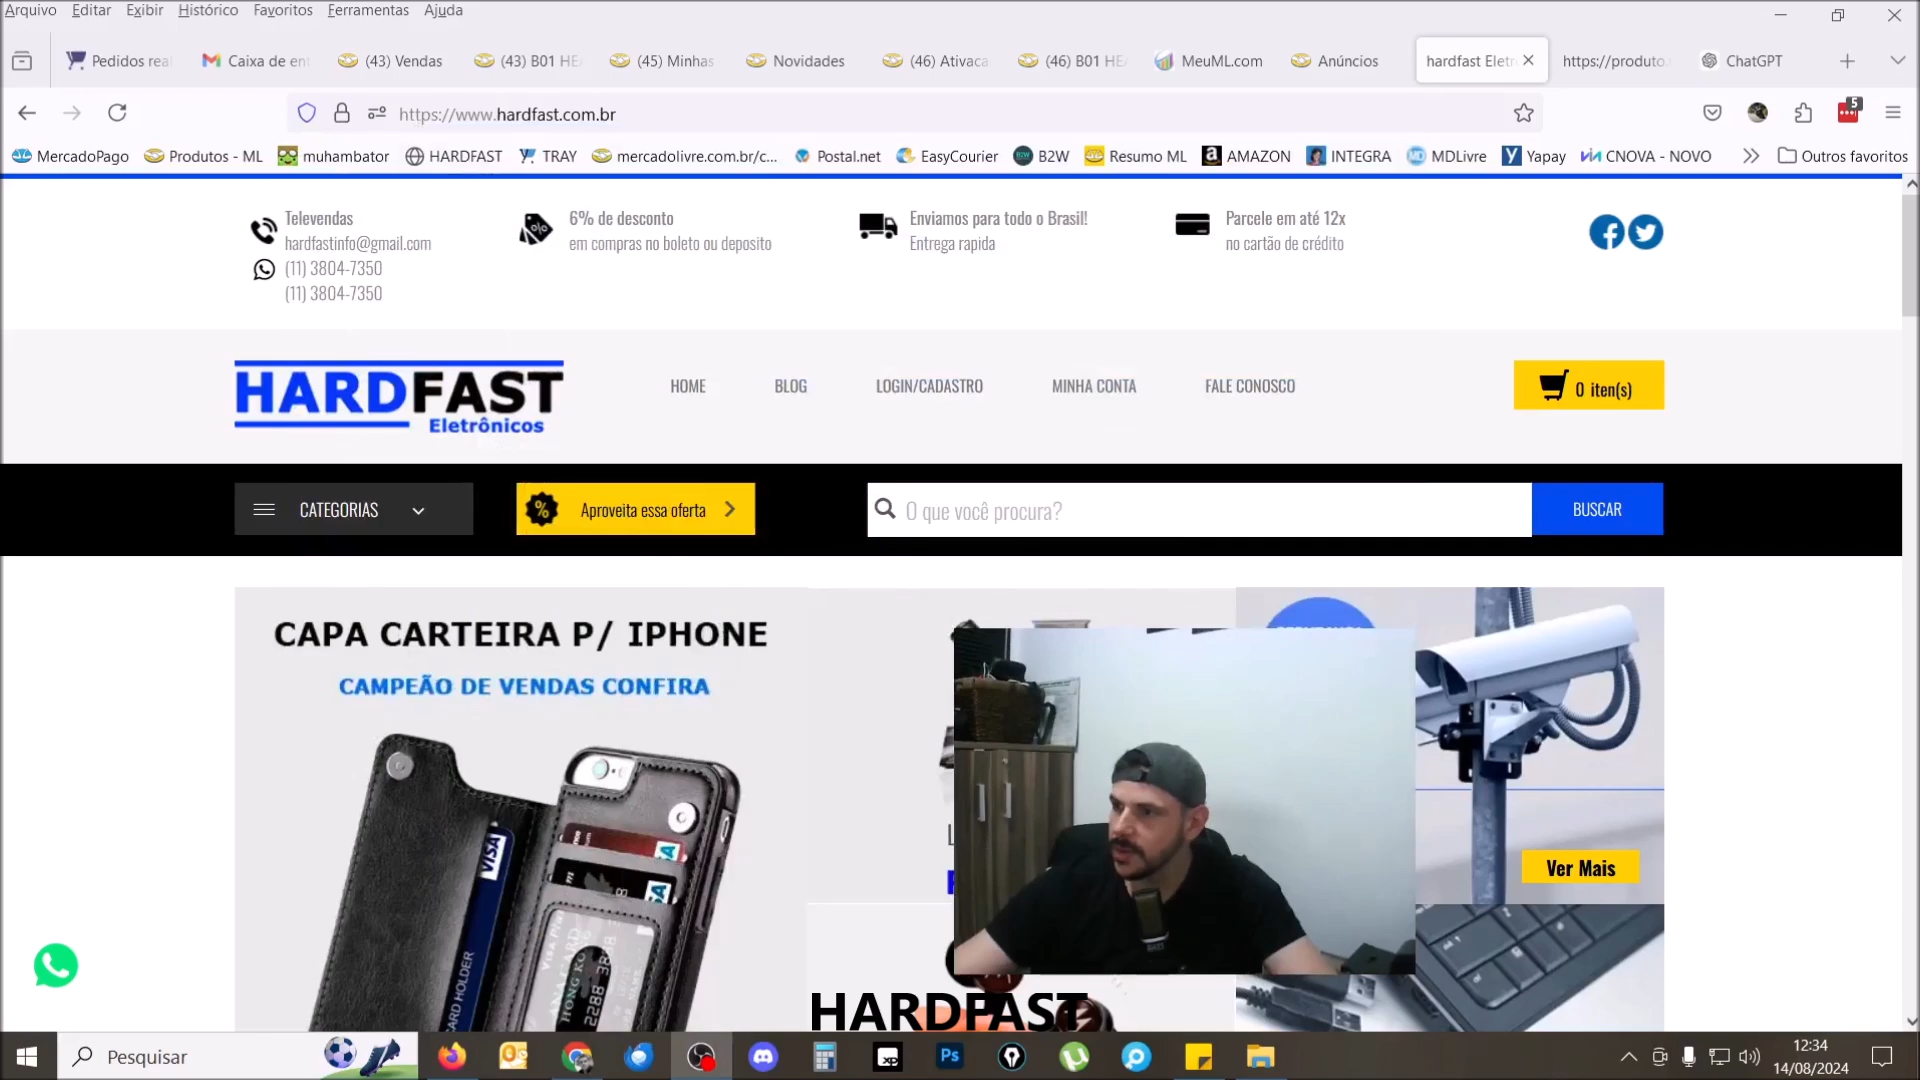 Arquivo Editar Exibir Histórico Favoritos Ferramentas Ajuda
Pedidos rea Caixa de en (43) Vendas (43) B01 HE (45) Minhas Novidades (46) Ativaca (46) B01 HE MeuML.com Anúncios hardfast Eletr https://produto. ChatGPT
https://www.hardfast.com.br
5
MercadoPago Produtos - ML muhambator HARDFAST TRAY mercadolivre.com.br/c... Postal.net EasyCourier B2W Resumo ML AMAZON INTEGRA MDLivre Yapay CNOVA - NOVO Outros favoritos
Televendas
hardfastinfo@gmail.com
(11) 3804-7350
(11) 3804-7350
6% de desconto
em compras no boleto ou deposito
Enviamos para todo o Brasil!
Entrega rapida
Parcele em até 12x
no cartão de crédito
HARDFAST
Eletrônicos
HOME BLOG LOGIN/CADASTRO MINHA CONTA FALE CONOSCO
0 iten(s)
CATEGORIAS
Aproveita essa oferta
O que você procura?
BUSCAR
CAPA CARTEIRA P/ IPHONE
CAMPEÃO DE VENDAS CONFIRA
VISA
CARD HOLDER
Ver Mais
HARDFAST
Pesquisar
Ps
12:34
14/08/2024